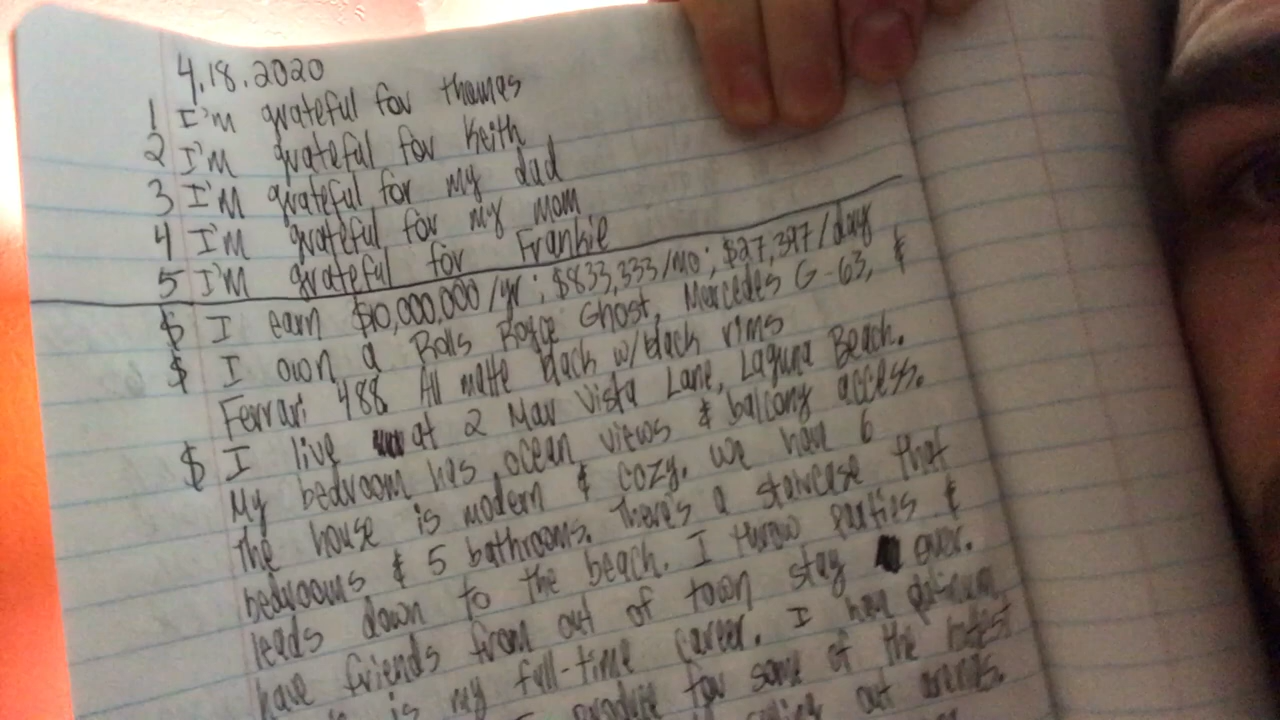 4.18.2020
1 I'm grateful for thomas
2 I'm grateful for Keith
3 I'm grateful for my dad
4 I'm grateful for my mom
5 I'm grateful for Frankie
$ I earn $10,000,000/yr; $833,333/mo; $27,397/day
$ I own a Rolls Royce Ghost, Mercedes G-63, &
Ferrari 488. All matte black w/black rims
$ I live at 2 Mar Vista Lane, Laguna Beach.
My bedroom has ocean views & balcony access.
The house is modern & cozy. We have 6
bedrooms & 5 bathrooms. There's a staircase that
leads down to the beach. I throw parties &
have friends from out of town stay over.
is my full-time career. I have platinum
produce for some of the
out